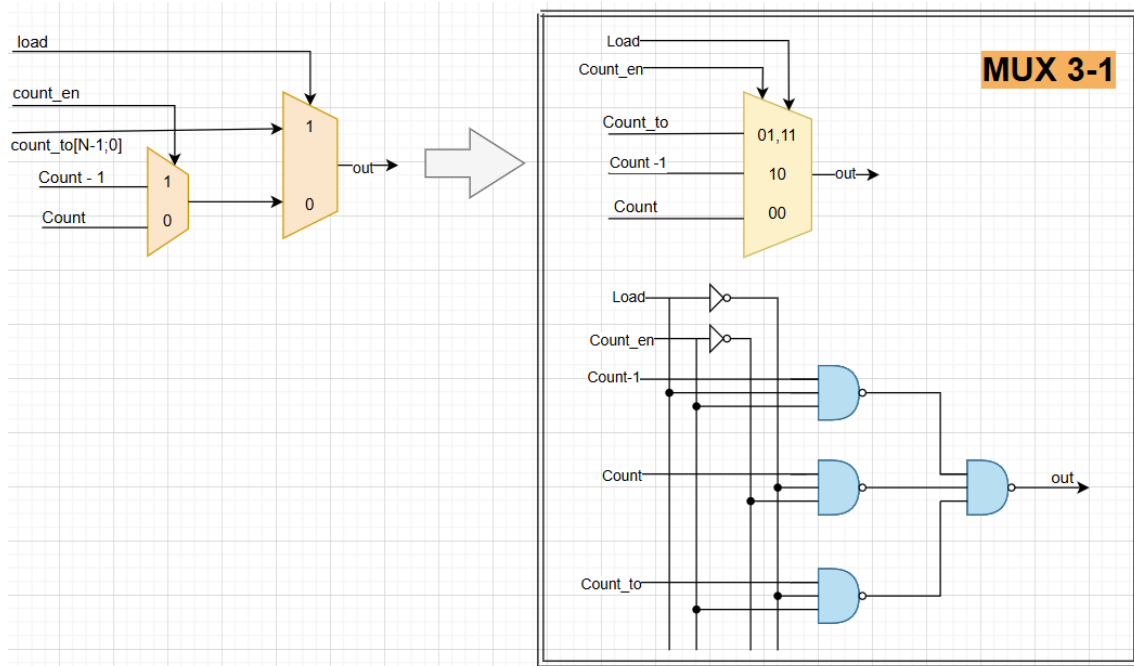 load
count_en
count_to[N-1;0]
Count - 1
Count
1
0
1
0
out
MUX 3-1
Load
Count_en
Count_to
Count -1
Count
01,11
10
00
out
Load
Count_en
Count-1
Count
Count_to
out